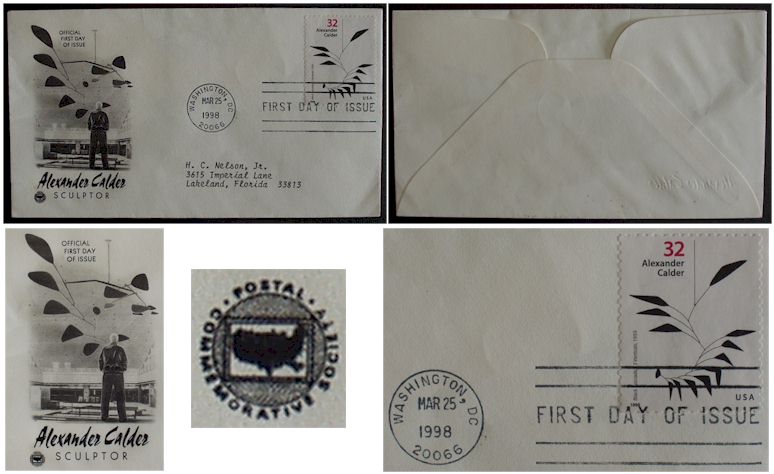 OFFICIAL
FIRST DAY
OF ISSUE
Alexander Calder
SCULPTOR
32
Alexander
Calder
USA
WASHINGTON, DC
MAR 25
1998
20066
FIRST DAY OF ISSUE
H. C. Nelson, Jr.
3615 Imperial Lane
Lakeland, Florida 33813
OFFICIAL
FIRST DAY
OF ISSUE
Alexander Calder
SCULPTOR
POSTAL
COMMEMORATIVE SOCIETY
32
Alexander
Calder
1998
USA
WASHINGTON, DC
MAR 25
1998
20066
FIRST DAY OF ISSUE